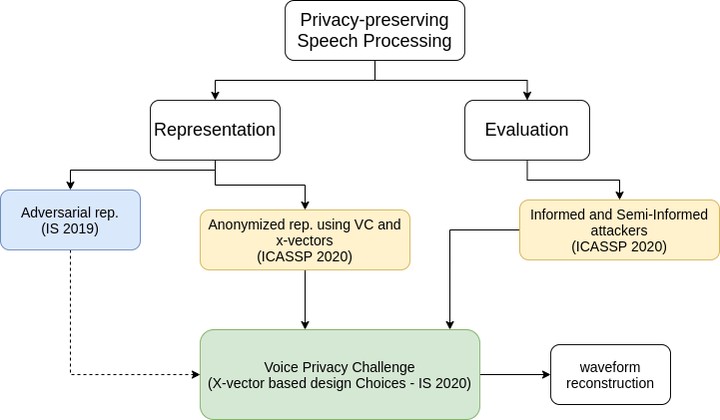 Privacy-preserving
Speech Processing
Representation
Evaluation
Adversarial rep.
(IS 2019)
Anonymized rep. using VC and
x-vectors
(ICASSP 2020)
Informed and Semi-Informed
attackers
(ICASSP 2020)
Voice Privacy Challenge
(X-vector based design Choices - IS 2020)
waveform
reconstruction